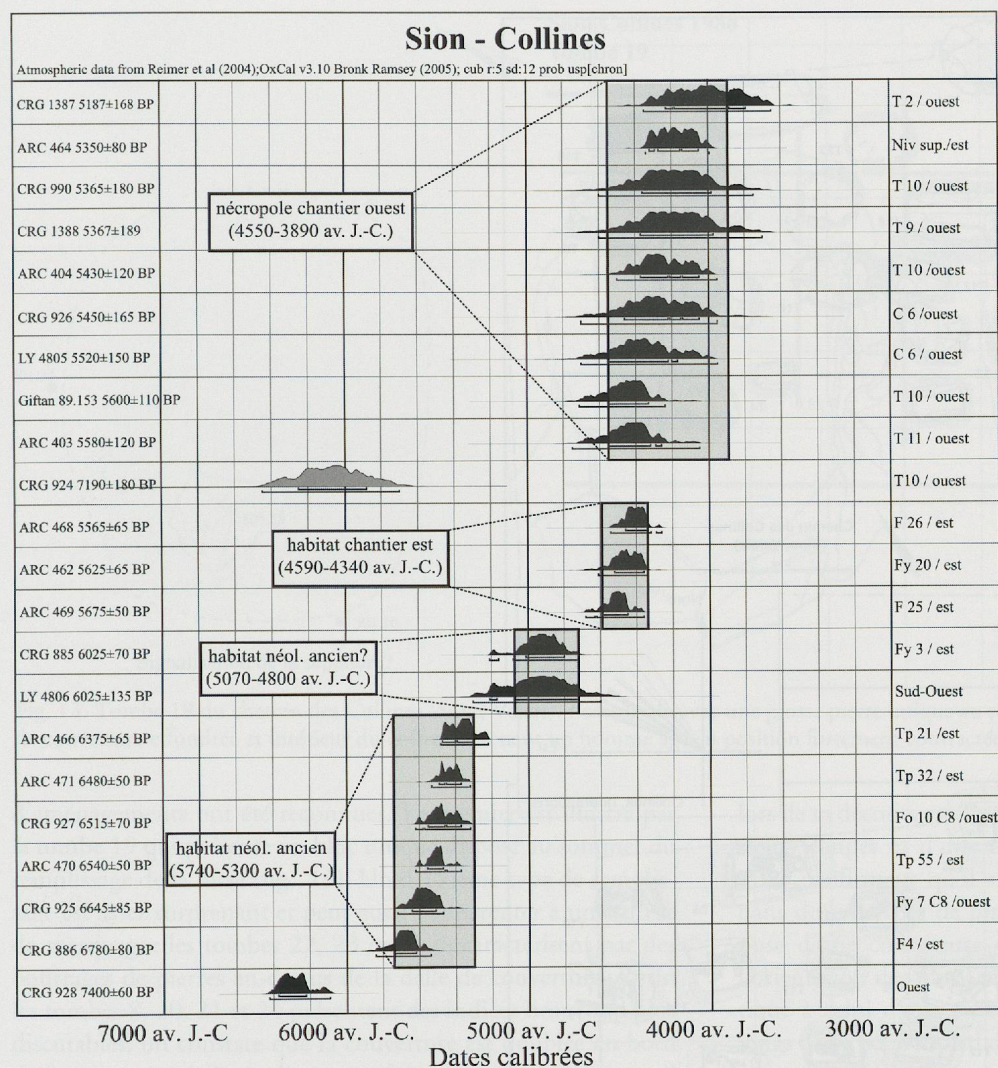 Sion - Collines
Atmospheric data from Reimer et al (2004);OxCal v3.10 Bronk Ramsey (2005); cub r:5 sd:12 prob usp[chron]
CRG 1387 5187±168 BP T 2 / ouest
ARC 464 5350±80 BP Niv sup./est
CRG 990 5365±180 BP T 10 / ouest
nécropole chantier ouest
(4550-3890 av. J.-C.)
CRG 1388 5367±189 T 9 / ouest
ARC 404 5430±120 BP T 10 /ouest
CRG 926 5450±165 BP C 6 /ouest
LY 4805 5520±150 BP C 6 / ouest
Giftan 89.153 5600±110 BP T 10 / ouest
ARC 403 5580±120 BP T 11 / ouest
CRG 924 7190±180 BP T10 / ouest
ARC 468 5565±65 BP F 26 / est
habitat chantier est
(4590-4340 av. J.-C.)
ARC 462 5625±65 BP Fy 20 / est
ARC 469 5675±50 BP F 25 / est
CRG 885 6025±70 BP Fy 3 / est
habitat néol. ancien?
(5070-4800 av. J.-C.)
LY 4806 6025±135 BP Sud-Ouest
ARC 466 6375±65 BP Tp 21 /est
ARC 471 6480±50 BP Tp 32 / est
CRG 927 6515±70 BP Fo 10 C8 /ouest
habitat néol. ancien
(5740-5300 av. J.-C.)
ARC 470 6540±50 BP Tp 55 / est
CRG 925 6645±85 BP Fy 7 C8 /ouest
CRG 886 6780±80 BP F4 / est
CRG 928 7400±60 BP Ouest
7000 av. J.-C. 6000 av. J.-C. 5000 av. J.-C. 4000 av. J.-C. 3000 av. J.-C.
Dates calibrées